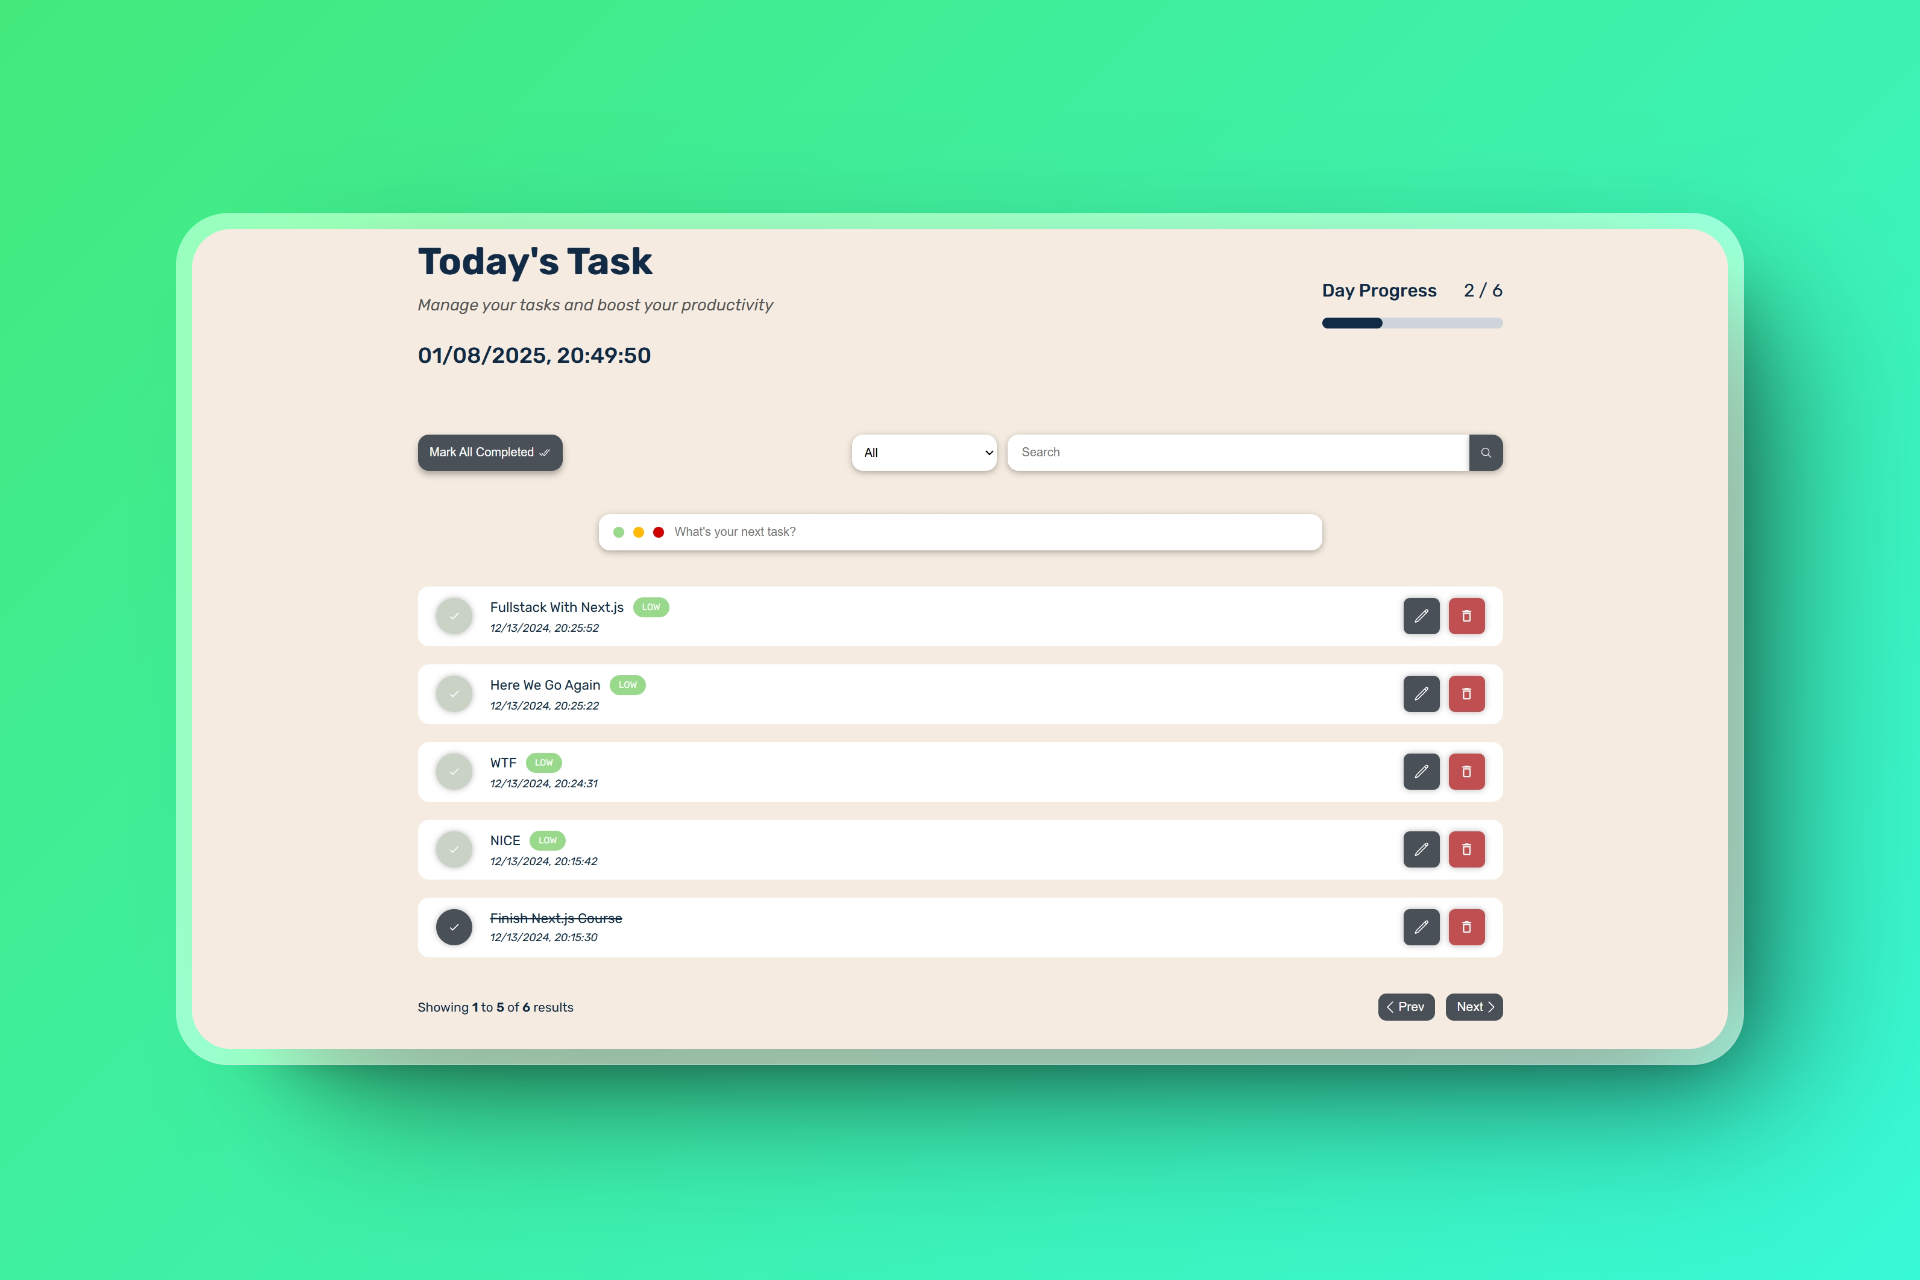 Today's Task
Manage your tasks and boost your productivity
Day Progress 2 / 6
01/08/2025, 20:49:50
Mark All Completed
All
Search
What's your next task?
Fullstack With Next.js LOW
12/13/2024, 20:25:52
Here We Go Again LOW
12/13/2024, 20:25:22
WTF LOW
12/13/2024, 20:24:31
NICE LOW
12/13/2024, 20:15:42
Finish Next.js Course
12/13/2024, 20:15:30
Showing 1 to 5 of 6 results
Prev
Next